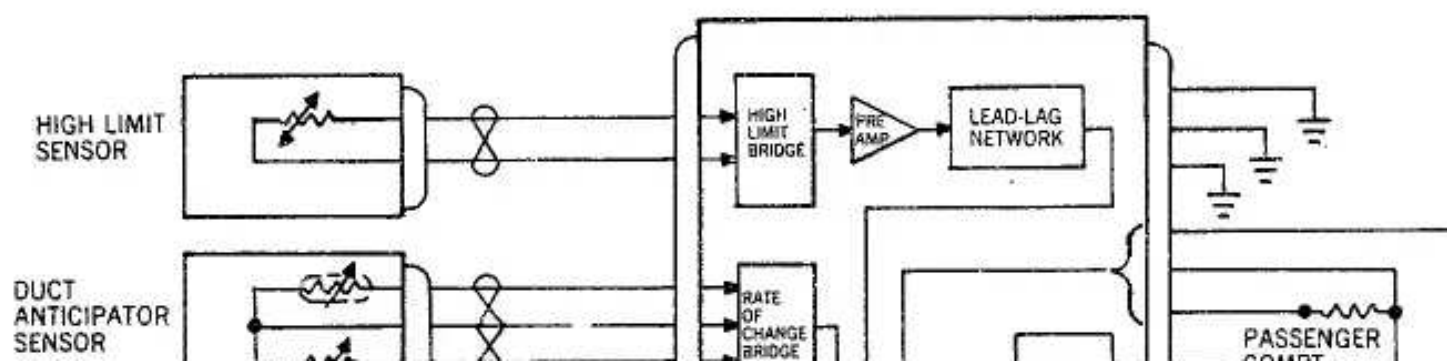 HIGH LIMIT
SENSOR
HIGH
LIMIT
BRIDGE
PRE
AMP
LEAD-LAG
NETWORK
DUCT
ANTICIPATOR
SENSOR
RATE
OF
CHANGE
BRIDGE
PASSENGER
COMPT